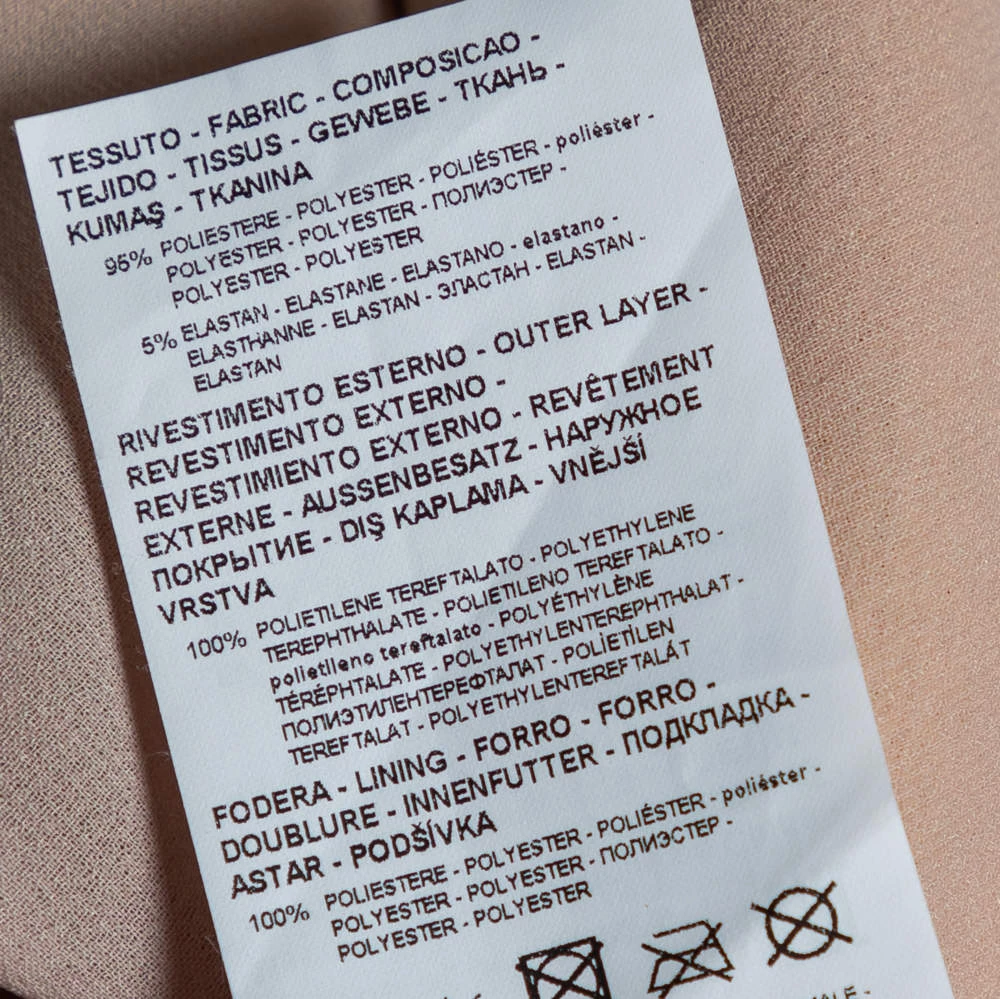 TESSUTO - FABRIC - COMPOSICAO -
TEJIDO - TISSUS - GEWEBE - ТКАНЬ -
KUMAŞ - TKANINA
95% POLIESTERE - POLYESTER - POLIÉSTER - poliéster -
POLYESTER - POLYESTER - ПОЛИЭСТЕР -
POLYESTER - POLYESTER
5% ELASTAN - ELASTANE - ELASTANO - elastano -
ELASTHANNE - ELASTAN - ЭЛАСТАН - ELASTAN -
ELASTAN
RIVESTIMENTO ESTERNO - OUTER LAYER -
REVESTIMENTO EXTERNO -
REVESTIMIENTO EXTERNO - REVÊTEMENT
EXTERNE - AUSSENBESATZ - НАРУЖНОЕ
ПОКРЫТИЕ - DIŞ KAPLAMA - VNĚJŠÍ
VRSTVA
100% POLIETILENE TEREFTALATO - POLYETHYLENE
TEREPHTHALATE - POLIETILENO TEREFTALATO -
polietileno tereftalato - POLYÉTHYLÈNE
TÉRÉPHTALATE - POLYETHYLENTEREPHTHALAT -
ПОЛИЭТИЛЕНТЕРЕФТАЛАТ - POLİETİLEN
TEREFTALAT - POLYETHYLENTEREFTALÁT
FODERA - LINING - FORRO - FORRO -
DOUBLURE - INNENFUTTER - ПОДКЛАДКА -
ASTAR - PODŠÍVKA
100% POLIESTERE - POLYESTER - POLIÉSTER - poliéster -
POLYESTER - POLYESTER - ПОЛИЭСТЕР -
POLYESTER - POLYESTER